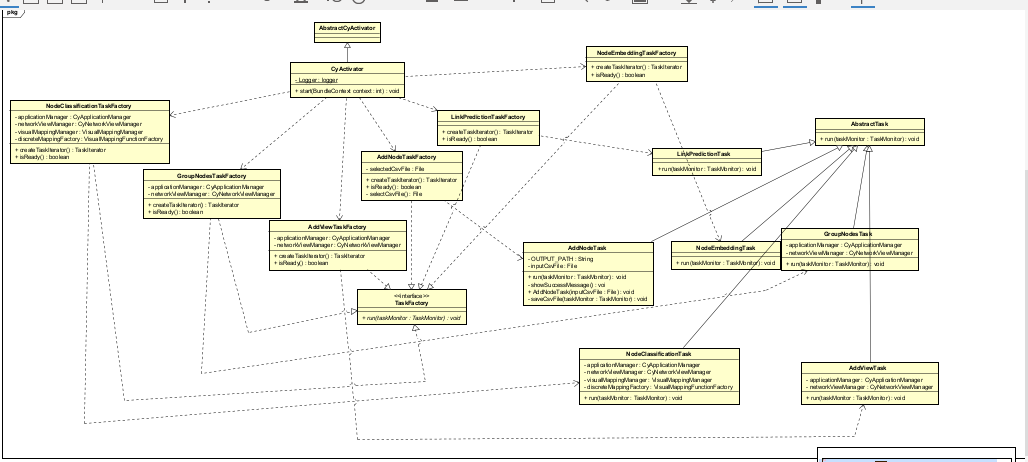 pkg
AbstractCyActivator
CyActivator
- Logger : logger
+ start(BundleContext context : int) : void
NodeEmbeddingTaskFactory
+ createTaskIterator() : TaskIterator
+ isReady() : boolean
NodeClassificationTaskFactory
- applicationManager : CyApplicationManager
- networkViewManager : CyNetworkViewManager
- visualMappingManager : VisualMappingManager
- discreteMappingFactory : VisualMappingFunctionFactory
+ createTaskIterator() : TaskIterator
+ isReady() : boolean
LinkPredictionTaskFactory
+ createTaskIterator() : TaskIterator
+ isReady() : boolean
AbstractTask
+ run(taskMonitor : TaskMonitor) : void
LinkPredictionTask
+ run(taskMonitor : TaskMonitor) : void
AddNodeTaskFactory
- selectedCsvFile : File
+ createTaskIterator() : TaskIterator
+ isReady() : boolean
- selectCsvFile() : File
GroupNodesTaskFactory
- applicationManager : CyApplicationManager
- networkViewManager : CyNetworkViewManager
+ createTaskIterator() : TaskIterator
+ isReady() : boolean
AddViewTaskFactory
- applicationManager : CyApplicationManager
- networkViewManager : CyNetworkViewManager
+ createTaskIterator() : TaskIterator
+ isReady() : boolean
AddNodeTask
- OUTPUT_PATH : String
- inputCsvFile : File
+ run(taskMonitor : TaskMonitor) : void
- showSuccessMessage() : voi
+ AddNodeTask(inputCsvFile : File) : void
- saveCsvFile(taskMonitor : TaskMonitor) : void
NodeEmbeddingTask
+ run(taskMonitor : TaskMonitor) : void
GroupNodesTask
- applicationManager : CyApplicationManager
- networkViewManager : CyNetworkViewManager
+ run(taskMonitor : TaskMonitor) : void
<<interface>>
TaskFactory
+ run(taskMonitor : TaskMonitor) : void
NodeClassificationTask
- applicationManager : CyApplicationManager
- networkViewManager : CyNetworkViewManager
- visualMappingManager : VisualMappingManager
- discreteMappingFactory : VisualMappingFunctionFactory
+ run(taskMonitor : TaskMonitor) : void
AddViewTask
- applicationManager : CyApplicationManager
- networkViewManager : CyNetworkViewManager
+ run(taskMonitor : TaskMonitor) : void